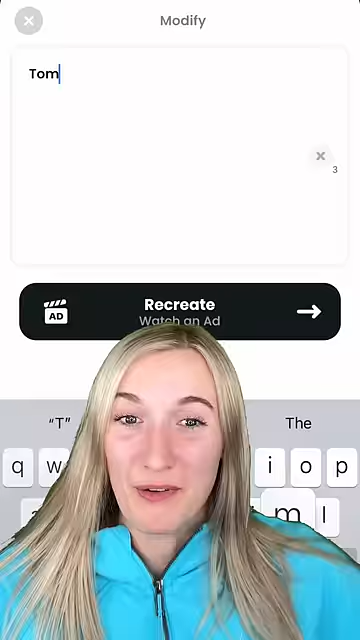 Modify
Tom
3
Recreate
AD
Watch an Ad
“T”
The
q w i o p
m l